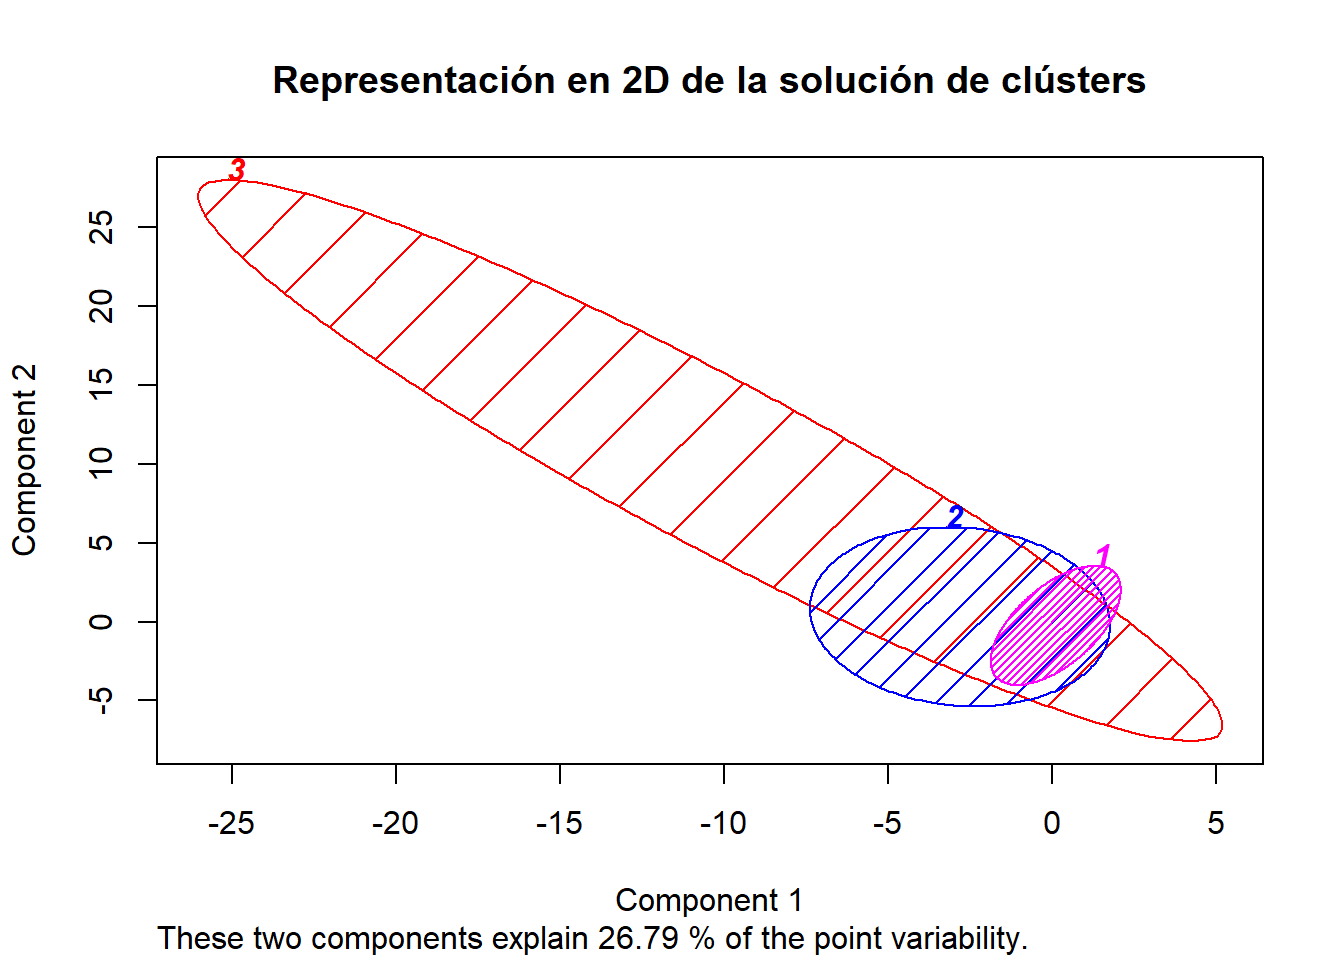 Representación en 2D de la solución de clústers
3
2
1
25
20
15
10
5
0
-5
Component 2
-25 -20 -15 -10 -5 0 5
Component 1
These two components explain 26.79 % of the point variability.